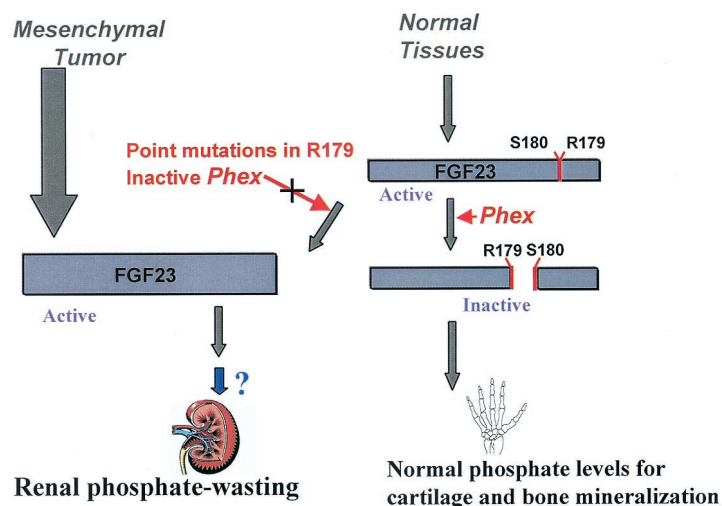 Mesenchymal
Tumor
Normal
Tissues
Point mutations in R179
Inactive Phex
S180 R179
FGF23
Active
Phex
R179 S180
Inactive
FGF23
Active
?
Renal phosphate-wasting
Normal phosphate levels for
cartilage and bone mineralization